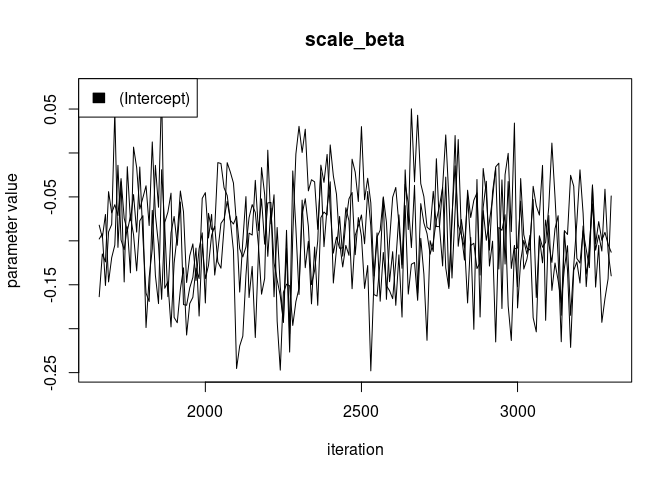 scale_beta
(Intercept)
parameter value
0.05
-0.05
-0.15
-0.25
2000
2500
3000
iteration